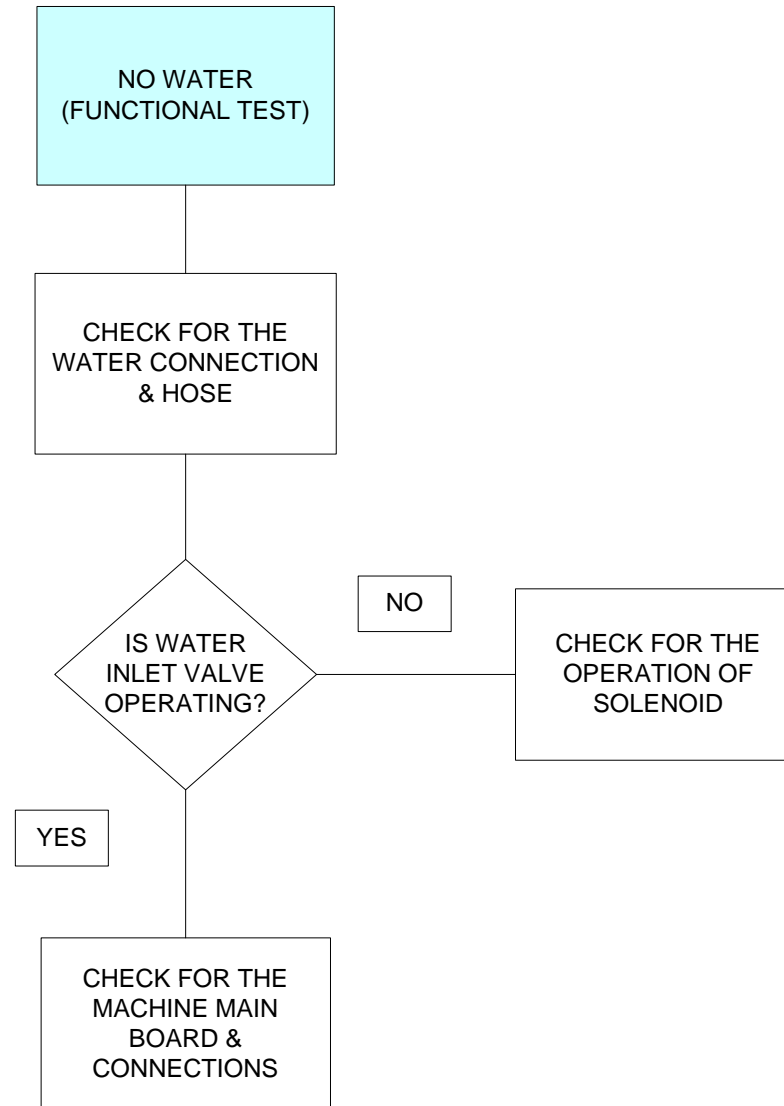 NO WATER
(FUNCTIONAL TEST)
CHECK FOR THE
WATER CONNECTION
& HOSE
IS WATER
INLET VALVE
OPERATING?
NO
CHECK FOR THE
OPERATION OF
SOLENOID
YES
CHECK FOR THE
MACHINE MAIN
BOARD &
CONNECTIONS